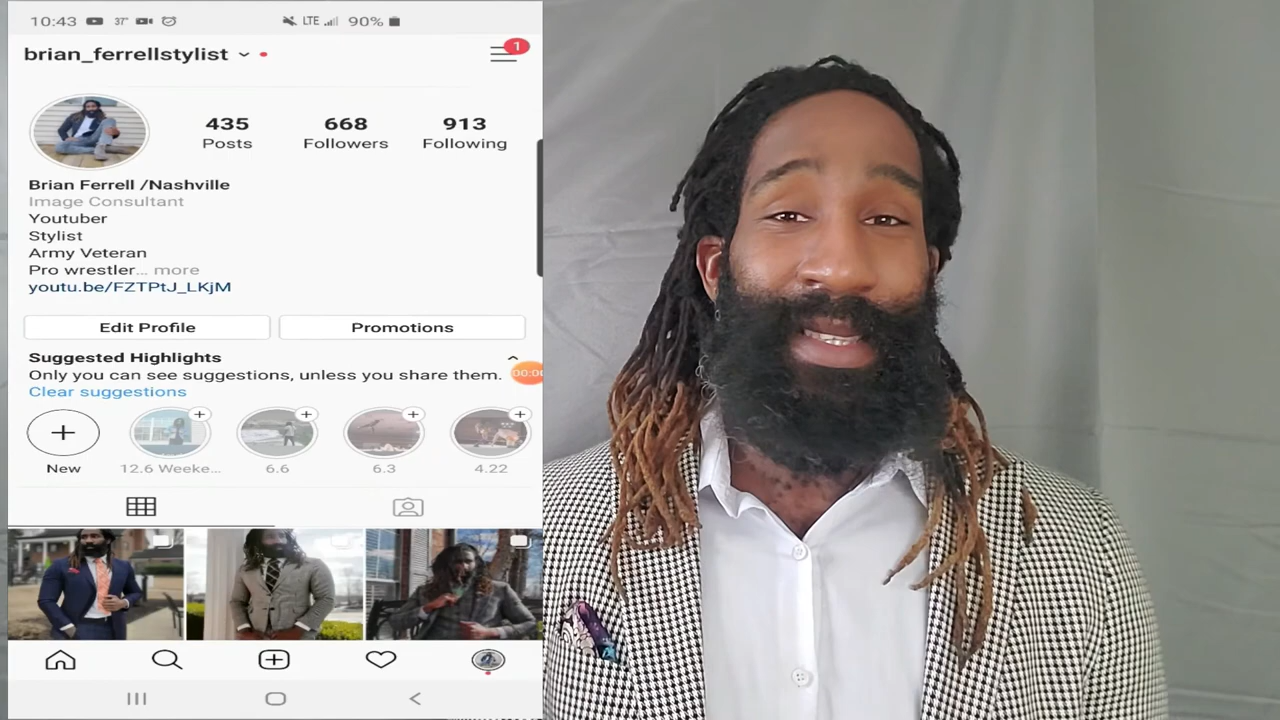 10:43 37° LTE 90%
brian_ferrellstylist
1
435 668 913
Posts Followers Following
Brian Ferrell /Nashville
Image Consultant
Youtuber
Stylist
Army Veteran
Pro wrestler... more
youtu.be/FZTPtJ_LKjM
Edit Profile Promotions
Suggested Highlights
Only you can see suggestions, unless you share them.
Clear suggestions
New 12.6 Weeke... 6.6 6.3 4.22